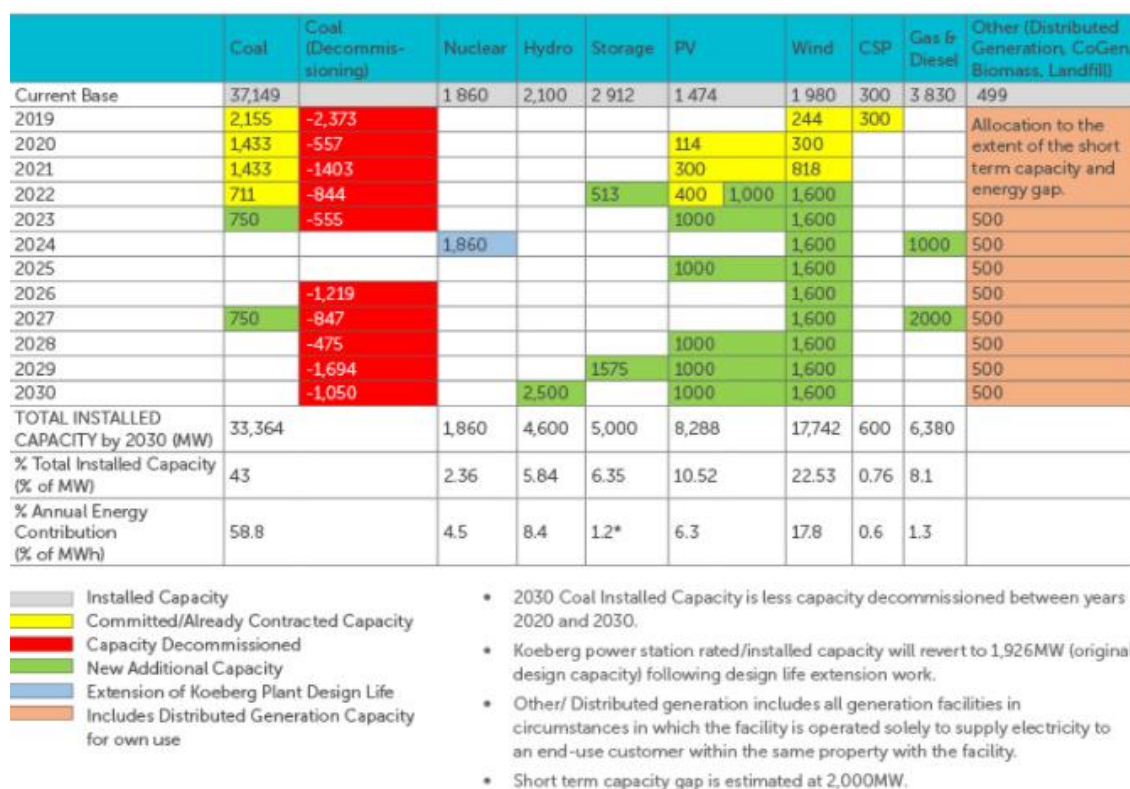 Coal Coal (Decommis- sioning) Nuclear Hydro Storage PV Wind CSP Gas & Diesel Other (Distributed Generation, CoGen, Biomass, Landfill)
Current Base 37,149 1 860 2,100 2 912 1 474 1 980 300 3 830 499
2019 2,155 -2,373 244 300 Allocation to the
2020 1,433 -557 114 300 extent of the short
2021 1,433 -1403 300 818 term capacity and
2022 711 -844 513 400 1,000 1,600 energy gap.
2023 750 -555 1000 1,600 500
2024 1,860 1,600 1000 500
2025 1000 1,600 500
2026 -1,219 1,600 500
2027 750 -847 1,600 2000 500
2028 -475 1000 1,600 500
2029 -1,694 1575 1000 1,600 500
2030 -1,050 2,500 1000 1,600 500
TOTAL INSTALLED
CAPACITY by 2030 (MW) 33,364 1,860 4,600 5,000 8,288 17,742 600 6,380
% Total Installed Capacity
(% of MW) 43 2.36 5.84 6.35 10.52 22.53 0.76 8.1
% Annual Energy
Contribution
(% of MWh) 58.8 4.5 8.4 1.2* 6.3 17.8 0.6 1.3
Installed Capacity
Committed/Already Contracted Capacity
Capacity Decommissioned
New Additional Capacity
Extension of Koeberg Plant Design Life
Includes Distributed Generation Capacity
for own use
• 2030 Coal Installed Capacity is less capacity decommissioned between years
2020 and 2030.
• Koeberg power station rated/installed capacity will revert to 1,926MW (original
design capacity) following design life extension work.
• Other/ Distributed generation includes all generation facilities in
circumstances in which the facility is operated solely to supply electricity to
an end-use customer within the same property with the facility.
• Short term capacity gap is estimated at 2,000MW.